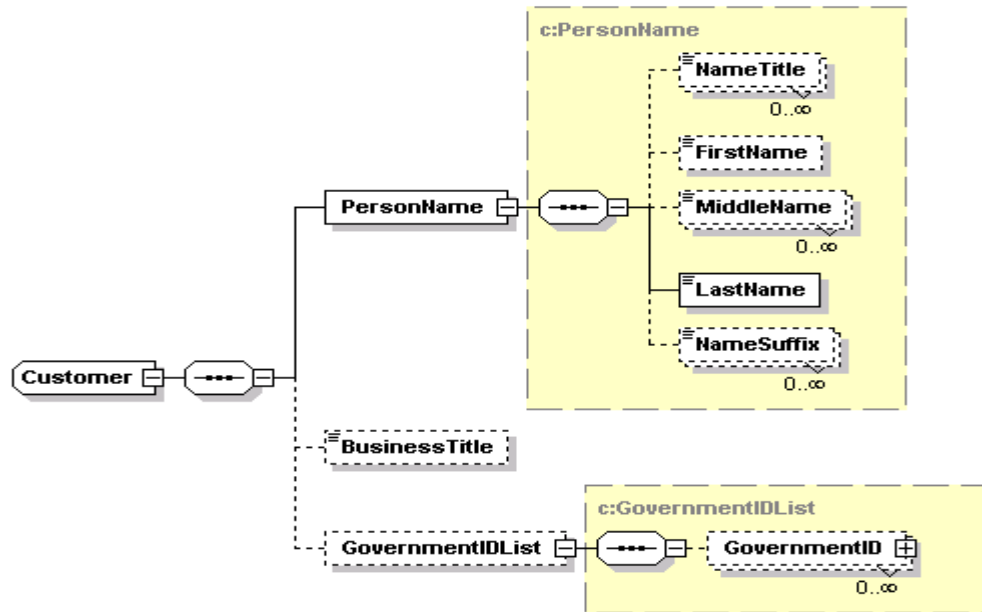 c:PersonName
NameTitle
0..∞
FirstName
PersonName
MiddleName
0..∞
LastName
NameSuffix
0..∞
Customer
BusinessTitle
c:GovernmentIDList
GovernmentIDList
GovernmentID
0..∞